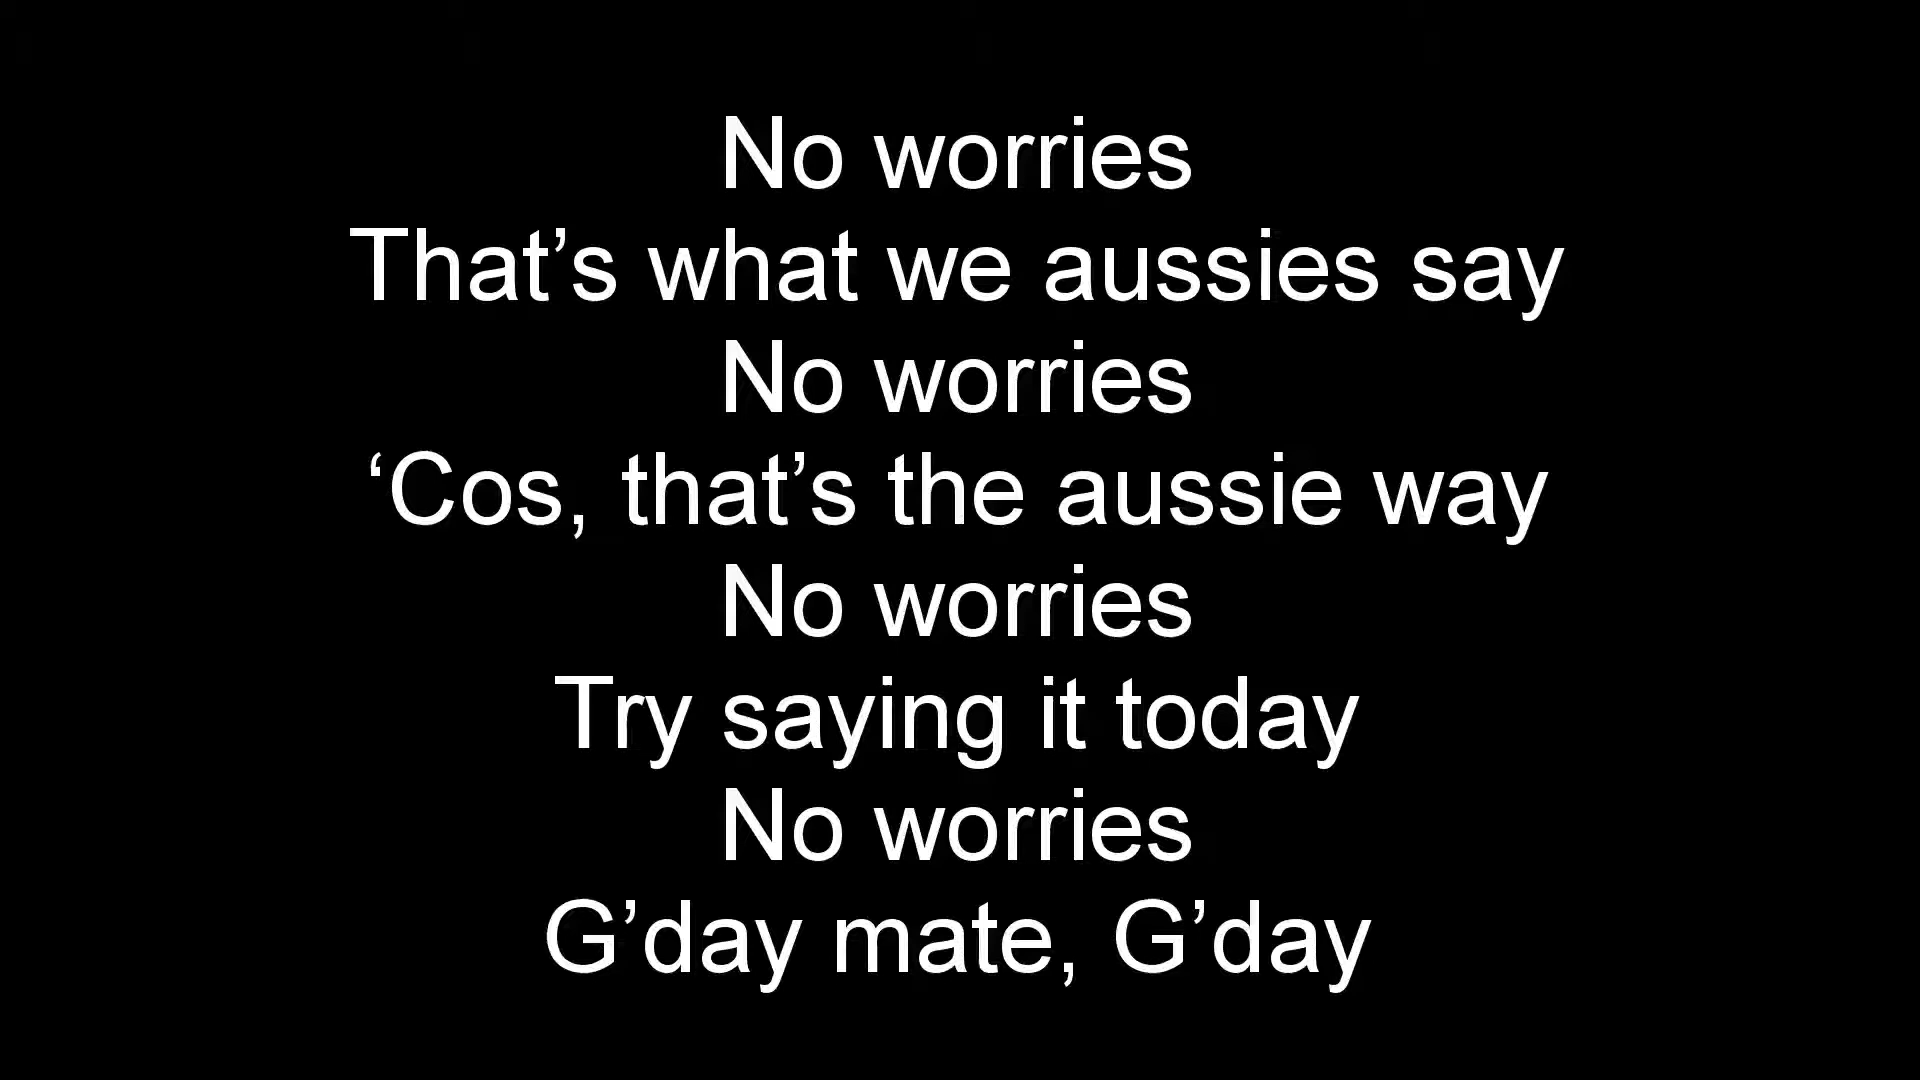 No worries
That’s what we aussies say
No worries
‘Cos, that’s the aussie way
No worries
Try saying it today
No worries
G’day mate, G’day